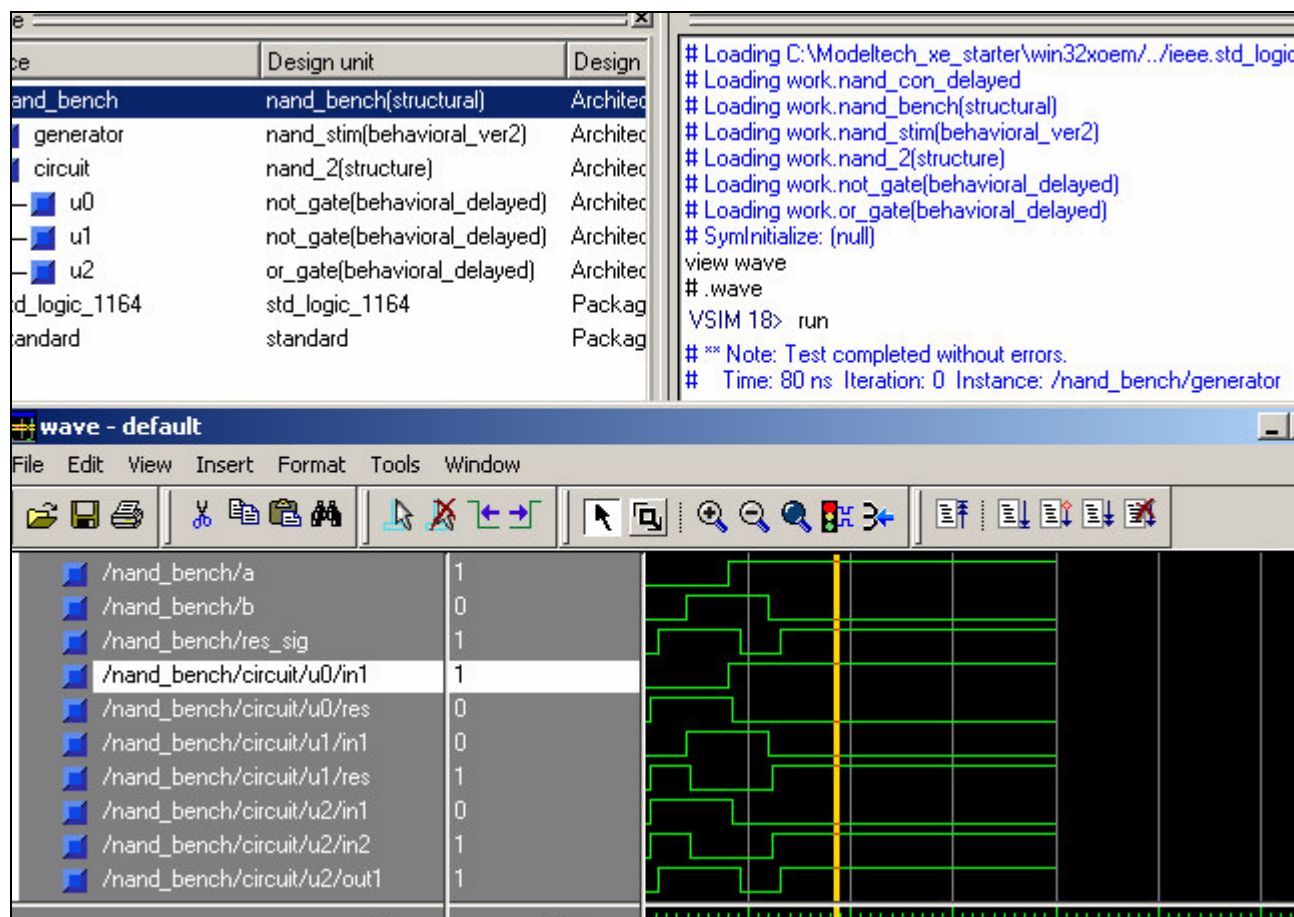 e
ce Design unit Design
and_bench nand_bench(structural) Architec
generator nand_stim(behavioral_ver2) Architec
circuit nand_2(structure) Architec
u0 not_gate(behavioral_delayed) Architec
u1 not_gate(behavioral_delayed) Architec
u2 or_gate(behavioral_delayed) Architec
td_logic_1164 std_logic_1164 Packag
tandard standard Packag
# Loading C:\Modeltech_xe_starter\win32xoem/../ieee.std_logic
# Loading work.nand_con_delayed
# Loading work.nand_bench(structural)
# Loading work.nand_stim(behavioral_ver2)
# Loading work.nand_2(structure)
# Loading work.not_gate(behavioral_delayed)
# Loading work.or_gate(behavioral_delayed)
# SymInitialize: (null)
view wave
# .wave
VSIM 18> run
# ** Note: Test completed without errors.
# Time: 80 ns Iteration: 0 Instance: /nand_bench/generator
wave - default
File Edit View Insert Format Tools Window
/nand_bench/a 1
/nand_bench/b 0
/nand_bench/res_sig 1
/nand_bench/circuit/u0/in1 1
/nand_bench/circuit/u0/res 0
/nand_bench/circuit/u1/in1 0
/nand_bench/circuit/u1/res 1
/nand_bench/circuit/u2/in1 0
/nand_bench/circuit/u2/in2 1
/nand_bench/circuit/u2/out1 1